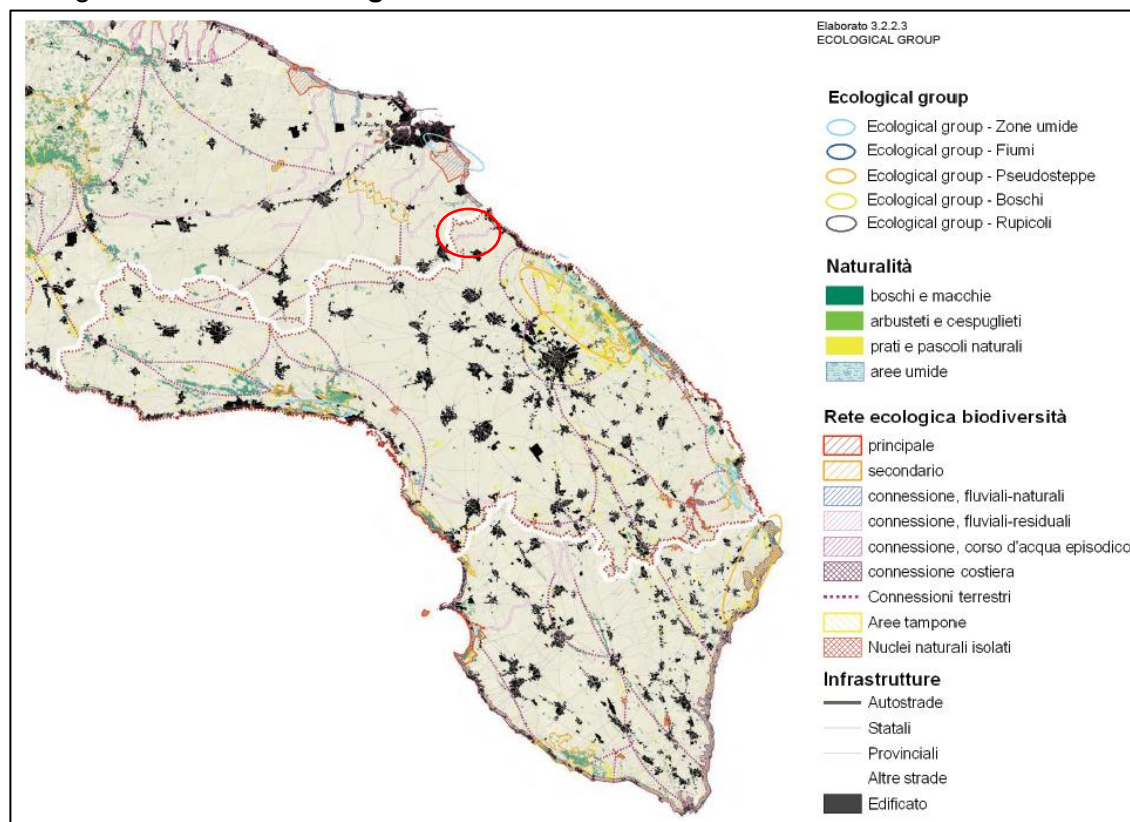 Elaborato 3.2.2.3
ECOLOGICAL GROUP
Ecological group
Ecological group - Zone umide
Ecological group - Fiumi
Ecological group - Pseudosteppe
Ecological group - Boschi
Ecological group - Rupicoli
Naturalità
boschi e macchie
arbusteti e cespuglieti
prati e pascoli naturali
aree umide
Rete ecologica biodiversità
principale
secondario
connessione, fluviali-naturali
connessione, fluviali-residuali
connessione, corso d'acqua episodico
connessione costiera
Connessioni terrestri
Aree tampone
Nuclei naturali isolati
Infrastrutture
Autostrade
Statali
Provinciali
Altre strade
Edificato